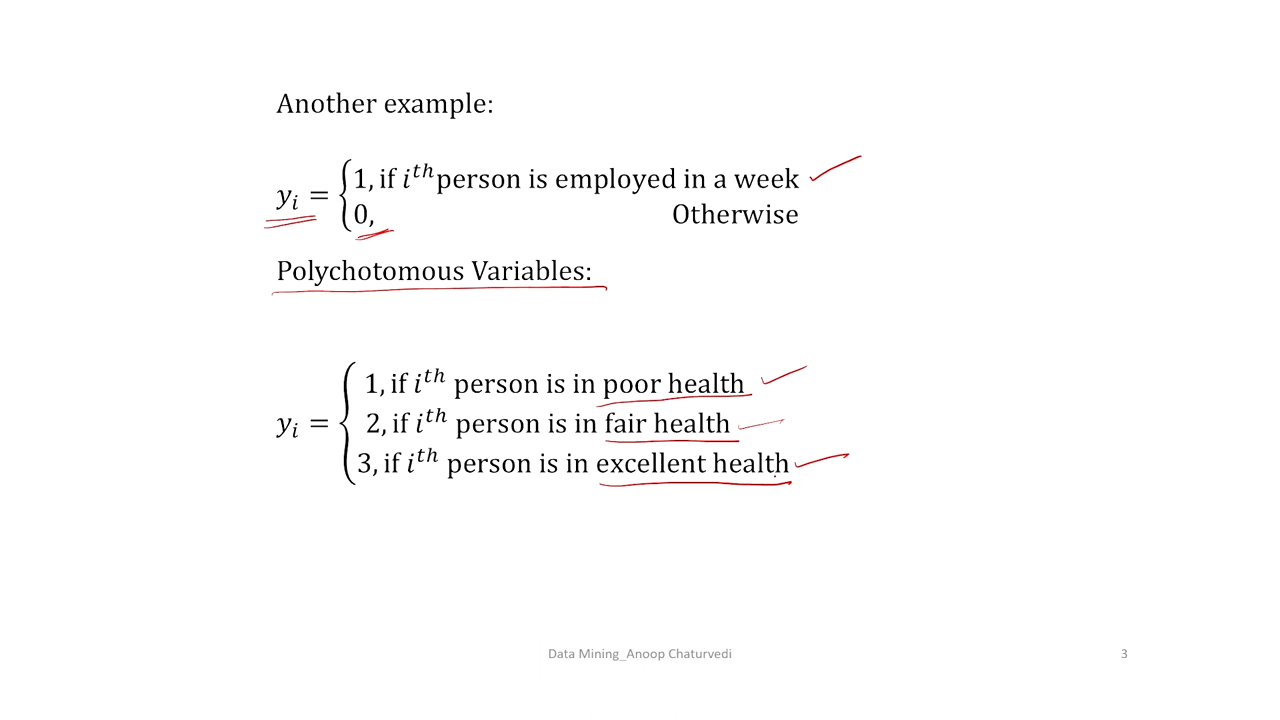 Another example:
yᵢ = {1, if iᵗʰ person is employed in a week
0, Otherwise
Polychotomous Variables:
1, if iᵗʰ person is in poor health
yᵢ = { 2, if iᵗʰ person is in fair health
3, if iᵗʰ person is in excellent health
Data Mining_Anoop Chaturvedi 3